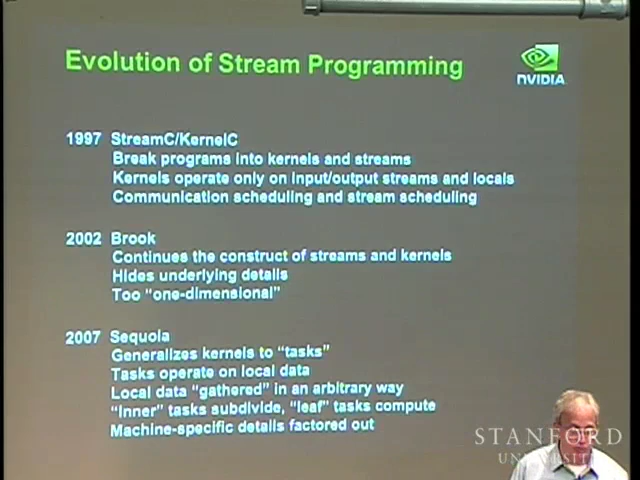 Evolution of Stream Programming
NVIDIA
1997 StreamC/KernelC
Break programs into kernels and streams
Kernels operate only on input/output streams and locals
Communication scheduling and stream scheduling
2002 Brook
Continues the construct of streams and kernels
Hides underlying details
Too “one-dimensional”
2007 Sequoia
Generalizes kernels to “tasks”
Tasks operate on local data
Local data “gathered” in an arbitrary way
“Inner” tasks subdivide, “leaf” tasks compute
Machine-specific details factored out
STANFORD
UNIVERSITY